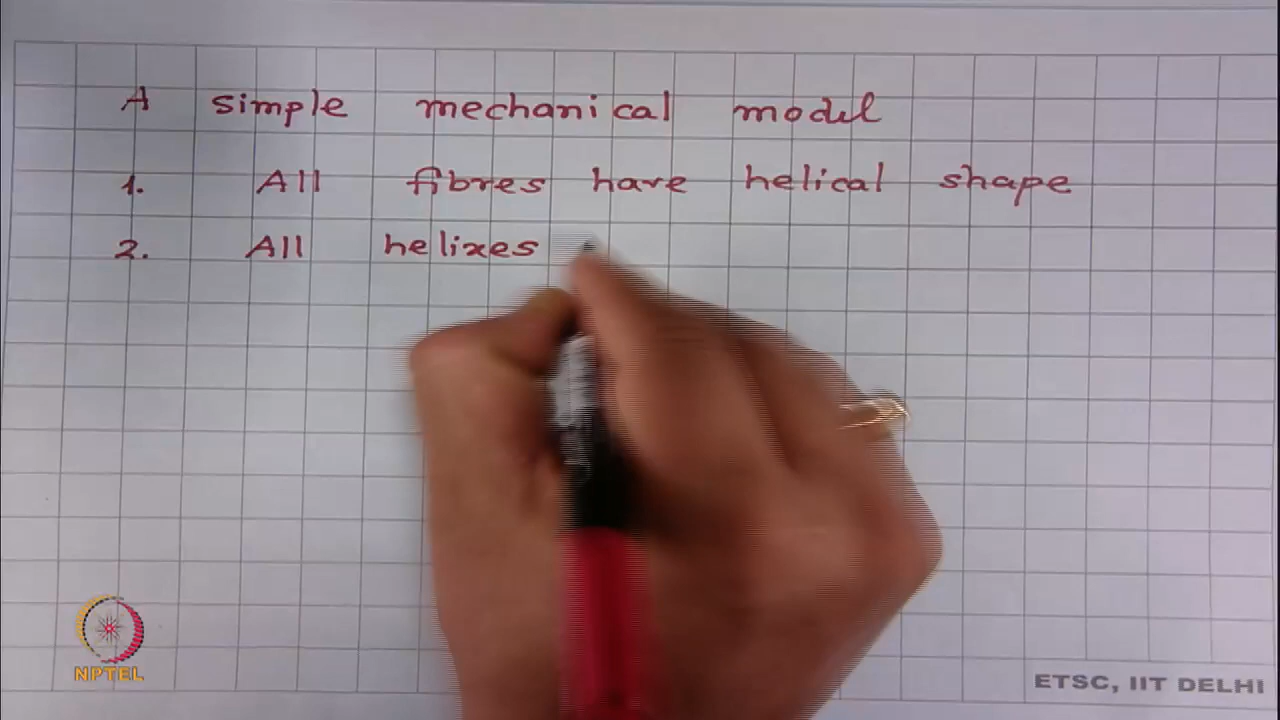 A simple mechanical model
1. All fibres have helical shape
2. All helixes
NPTEL
ETSC, IIT DELHI